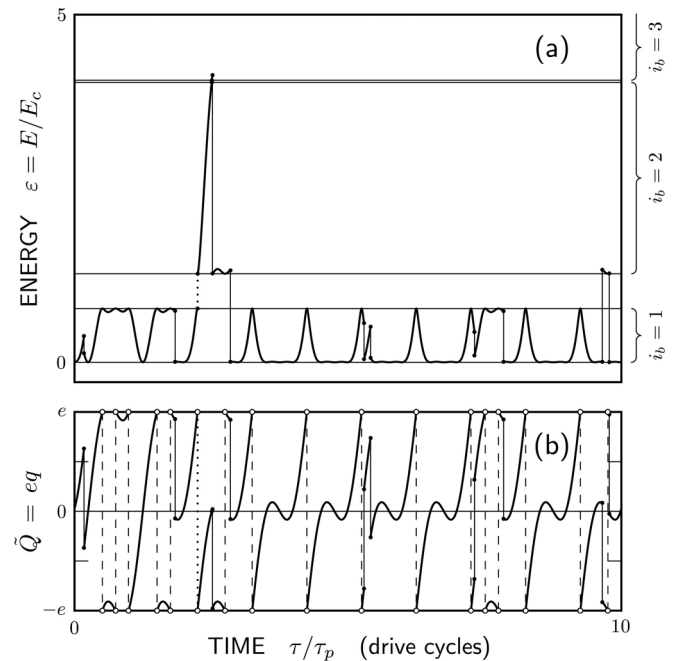 5
(a)
i_b = 3
i_b = 2
i_b = 1
ENERGY ε = E/E_c
0
e
(b)
0
Q̃ = eq
−e
0
10
TIME τ/τ_p (drive cycles)